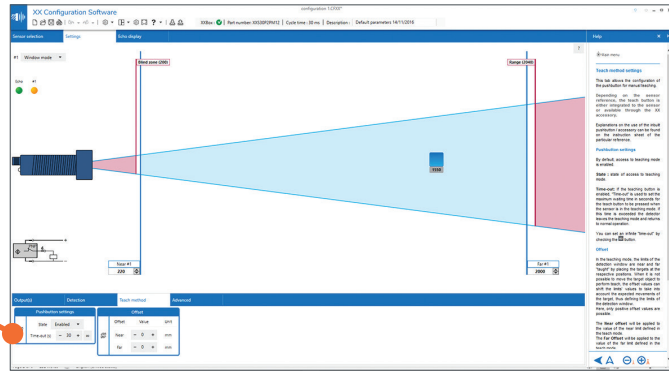 configuration 1(XXX)*
XX Configuration Software
XXBox - Part number: XXS30P2PM12 | Cycle time : 30 ms | Description : Default parameters 14/11/2016
Sensor selection Settings Echo display Help
#1 Window mode
Blind zone (200) Range (2040) ?
Main menu
Echo #1
Teach method settings
This tab allows the configuration of
the pushbutton for manual teaching.
Depending on the sensor
reference, the teach button is
either integrated to the sensor
or available through the XX
accessory.
Explanations on the use of the inbuilt
pushbutton / accessory can be found
on the instruction sheet of the
particular reference.
Pushbutton settings
By default, access to teaching mode
is enabled.
State : state of access to teaching
mode.
Time-out: If the teaching button is
enabled, "Time-out" is used to set the
maximum waiting time in seconds for
the teach button to be pressed when
the sensor is in the teaching mode. If
this time is exceeded the detector
leaves the teaching mode and returns
to normal operation.
You can set an infinite "time-out" by
checking the button.
Offset
In the teaching mode, the limits of the
detection window are near and far
"taught" by placing the targets at the
respective positions. When it is not
possible to move the target object to
perform teach, the offset values can
shift the limits' values to take into
account the expected movements of
the target, thus defining the limits of
the detection window.
Here, only positive offset values are
possible.
The Near offset will be applied to
the value of the near limit defined in
the teach mode.
The Far Offset will be applied to the
value of the far limit defined in the
teach mode.
1550
Near #1
220
Far #1
2000
Output(s) Detection Teach method Advanced
Pushbutton settings
State Enabled
Time-out (s) - 30 + ∞
Offset
Offset Value Unit
Near - 0 + mm
Far - 0 + mm